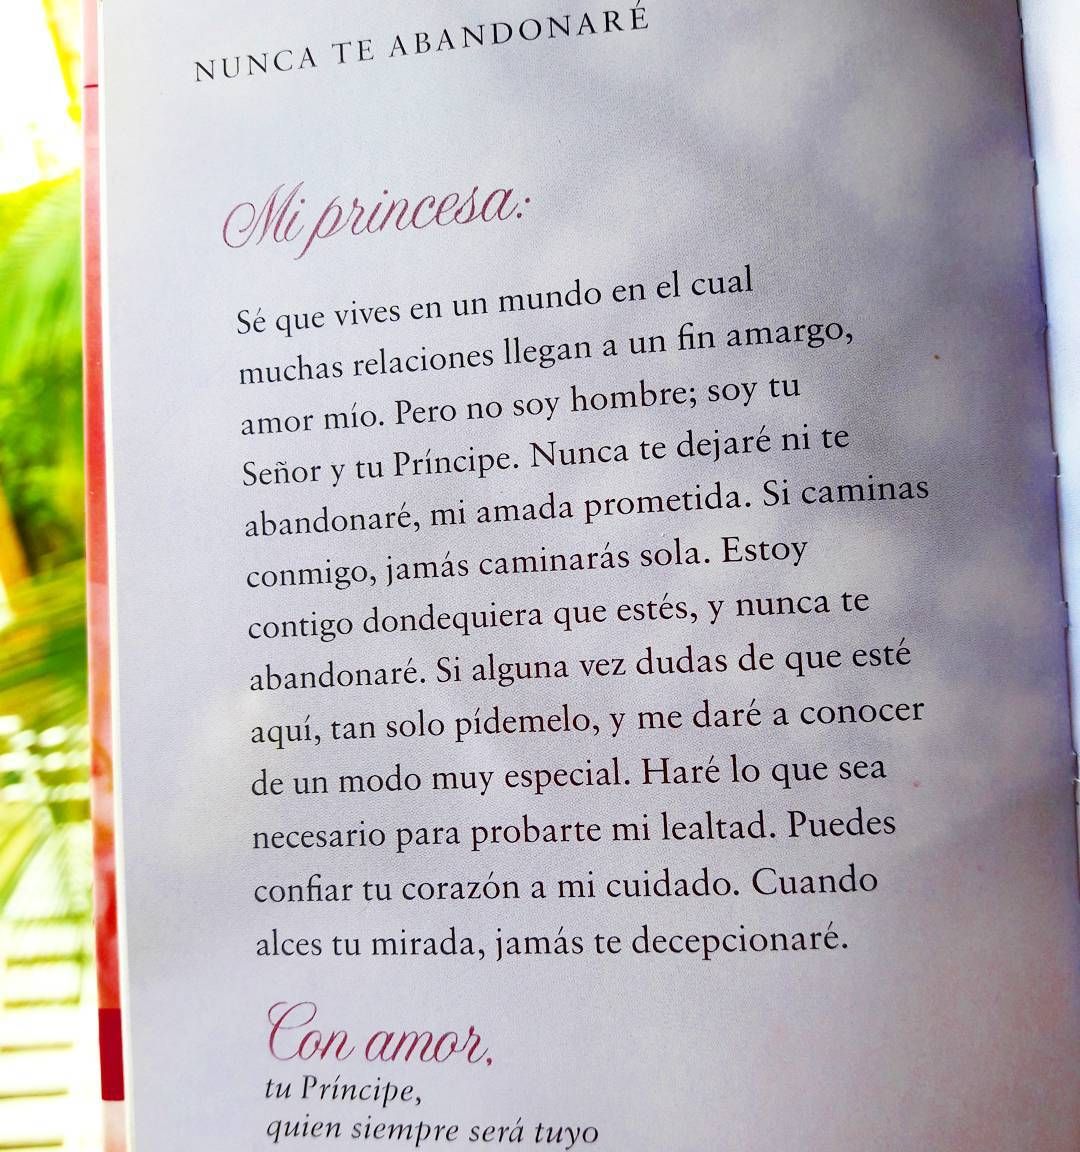 NUNCA TE ABANDONARÉ
Mi princesa:
Sé que vives en un mundo en el cual
muchas relaciones llegan a un fin amargo,
amor mío. Pero no soy hombre; soy tu
Señor y tu Príncipe. Nunca te dejaré ni te
abandonaré, mi amada prometida. Si caminas
conmigo, jamás caminarás sola. Estoy
contigo dondequiera que estés, y nunca te
abandonaré. Si alguna vez dudas de que esté
aquí, tan solo pídemelo, y me daré a conocer
de un modo muy especial. Haré lo que sea
necesario para probarte mi lealtad. Puedes
confiar tu corazón a mi cuidado. Cuando
alces tu mirada, jamás te decepcionaré.
Con amor,
tu Príncipe,
quien siempre será tuyo